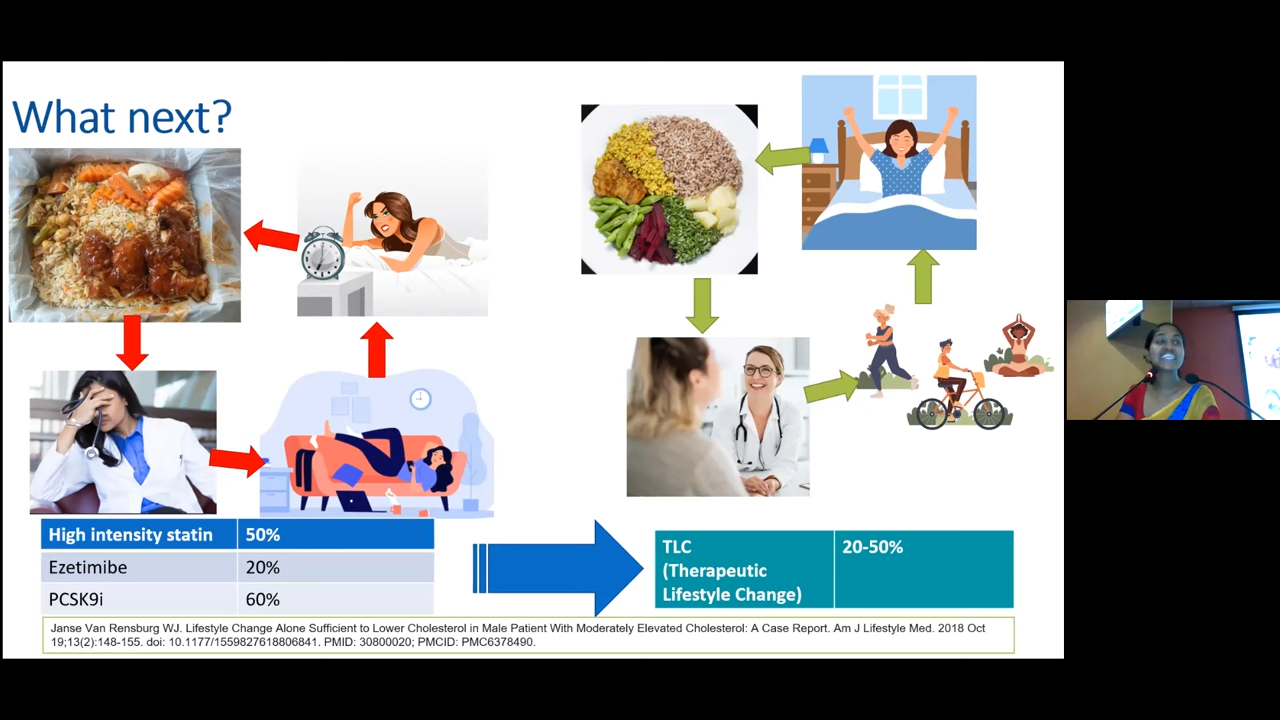 What next?
High intensity statin 50%
Ezetimibe 20%
PCSK9i 60%
TLC 20-50%
(Therapeutic
Lifestyle Change)
Janse Van Rensburg WJ. Lifestyle Change Alone Sufficient to Lower Cholesterol in Male Patient With Moderately Elevated Cholesterol: A Case Report. Am J Lifestyle Med. 2018 Oct
19;13(2):148-155. doi: 10.1177/1559827618806841. PMID: 30800020; PMCID: PMC6378490.